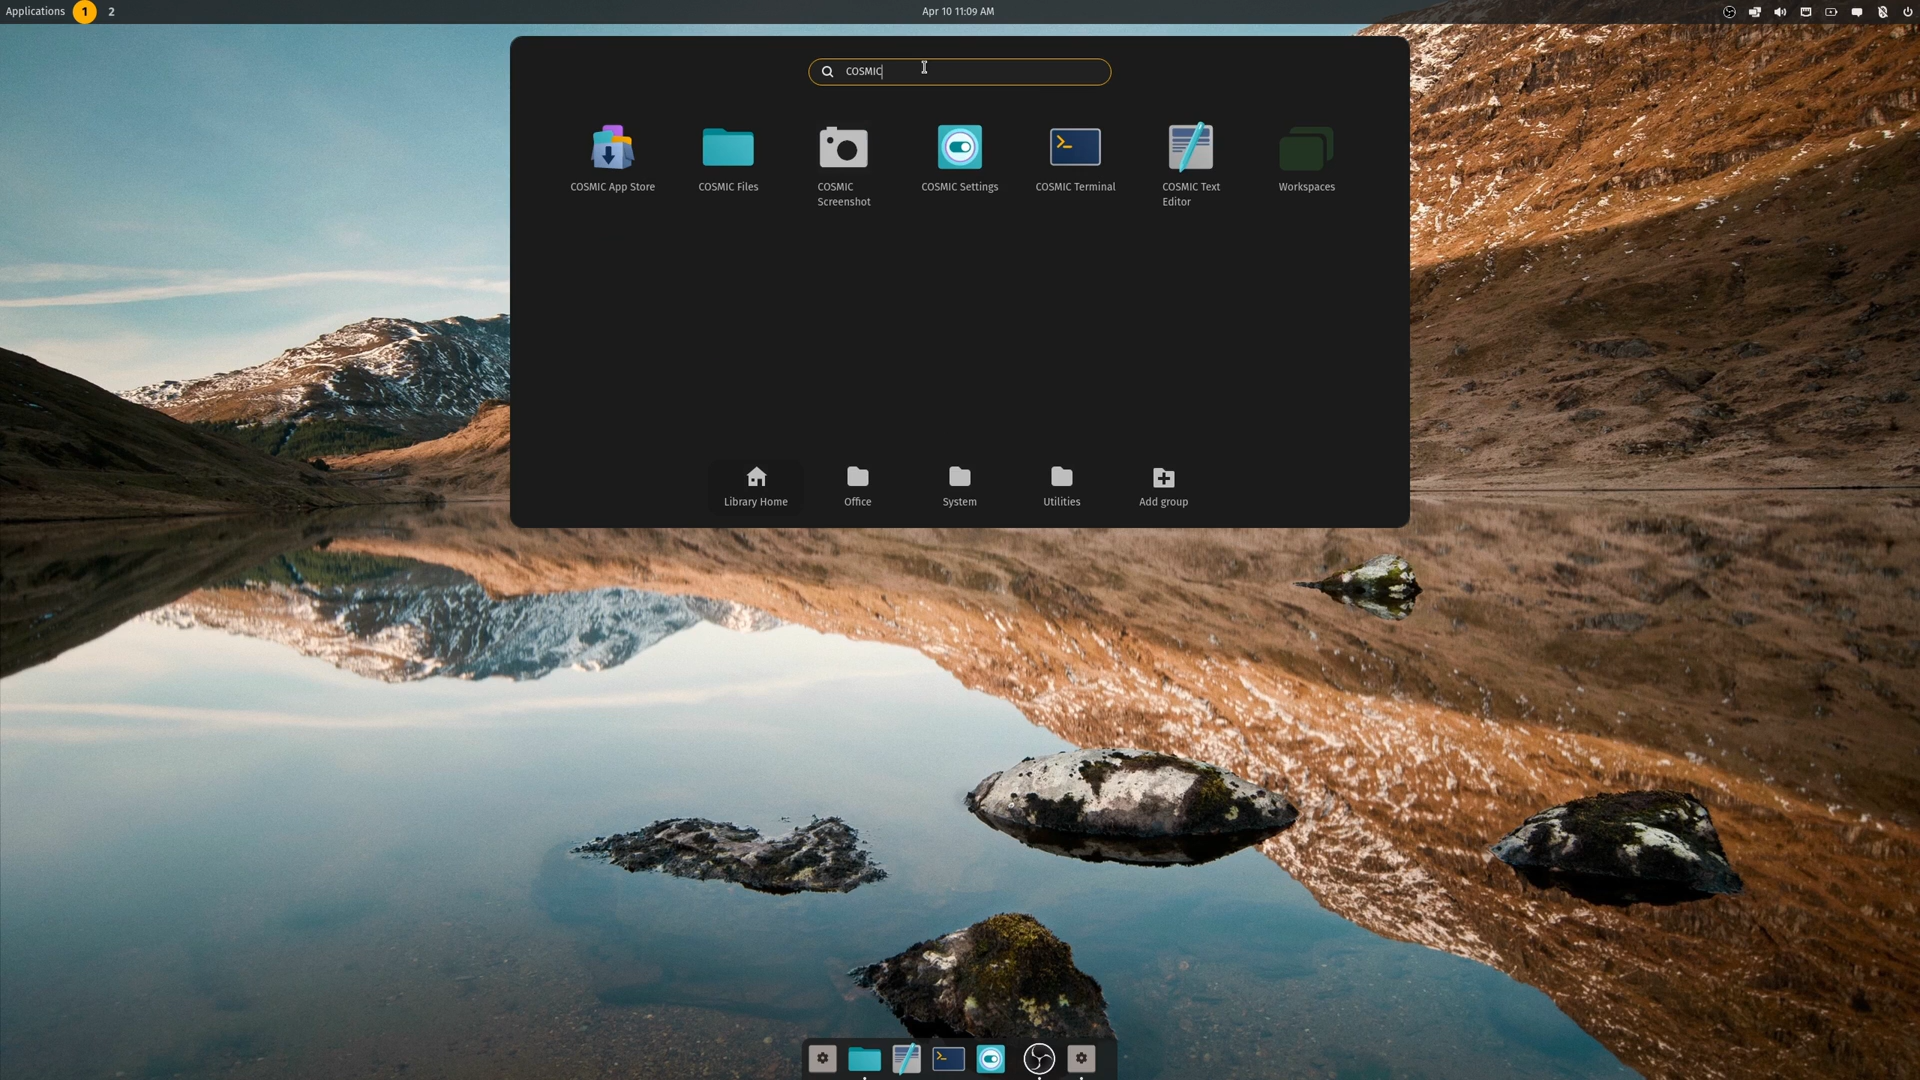 Applications 1 2 Apr 10 11:09 AM
COSMIC
COSMIC App Store
COSMIC Files
COSMIC
Screenshot
COSMIC Settings
COSMIC Terminal
COSMIC Text
Editor
Workspaces
Library Home
Office
System
Utilities
Add group